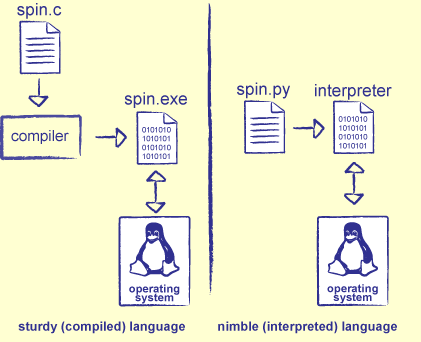 spin.c
compiler
spin.exe
0101010
1010101
0101010
1010101
operating
system
sturdy (compiled) language
spin.py
interpreter
0101010
1010101
0101010
1010101
operating
system
nimble (interpreted) language